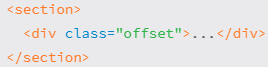 <section>
  <div class="offset">...</div>
</section>